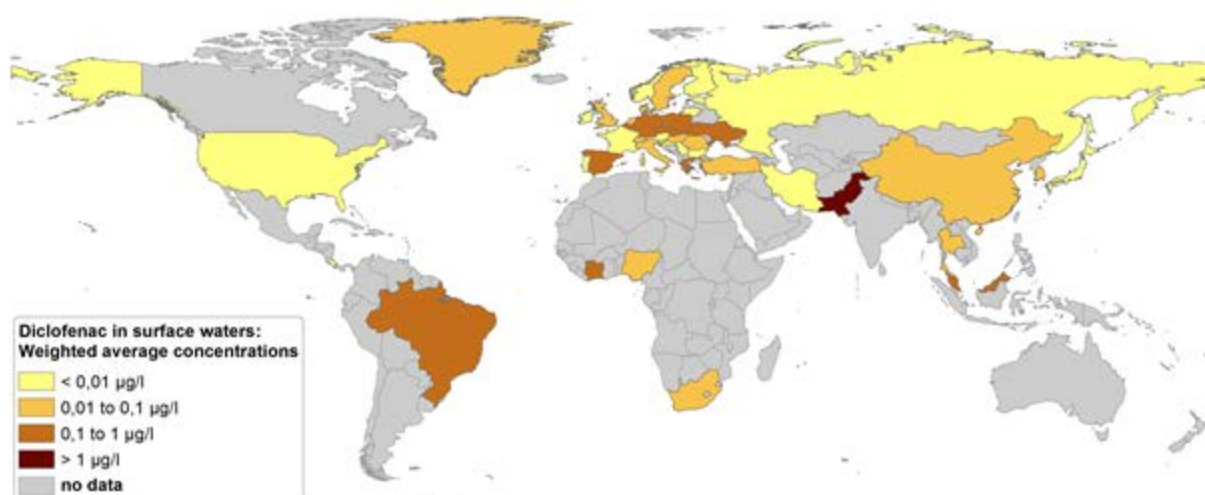 Diclofenac in surface waters:
Weighted average concentrations
< 0,01 µg/l
0,01 to 0,1 µg/l
0,1 to 1 µg/l
> 1 µg/l
no data